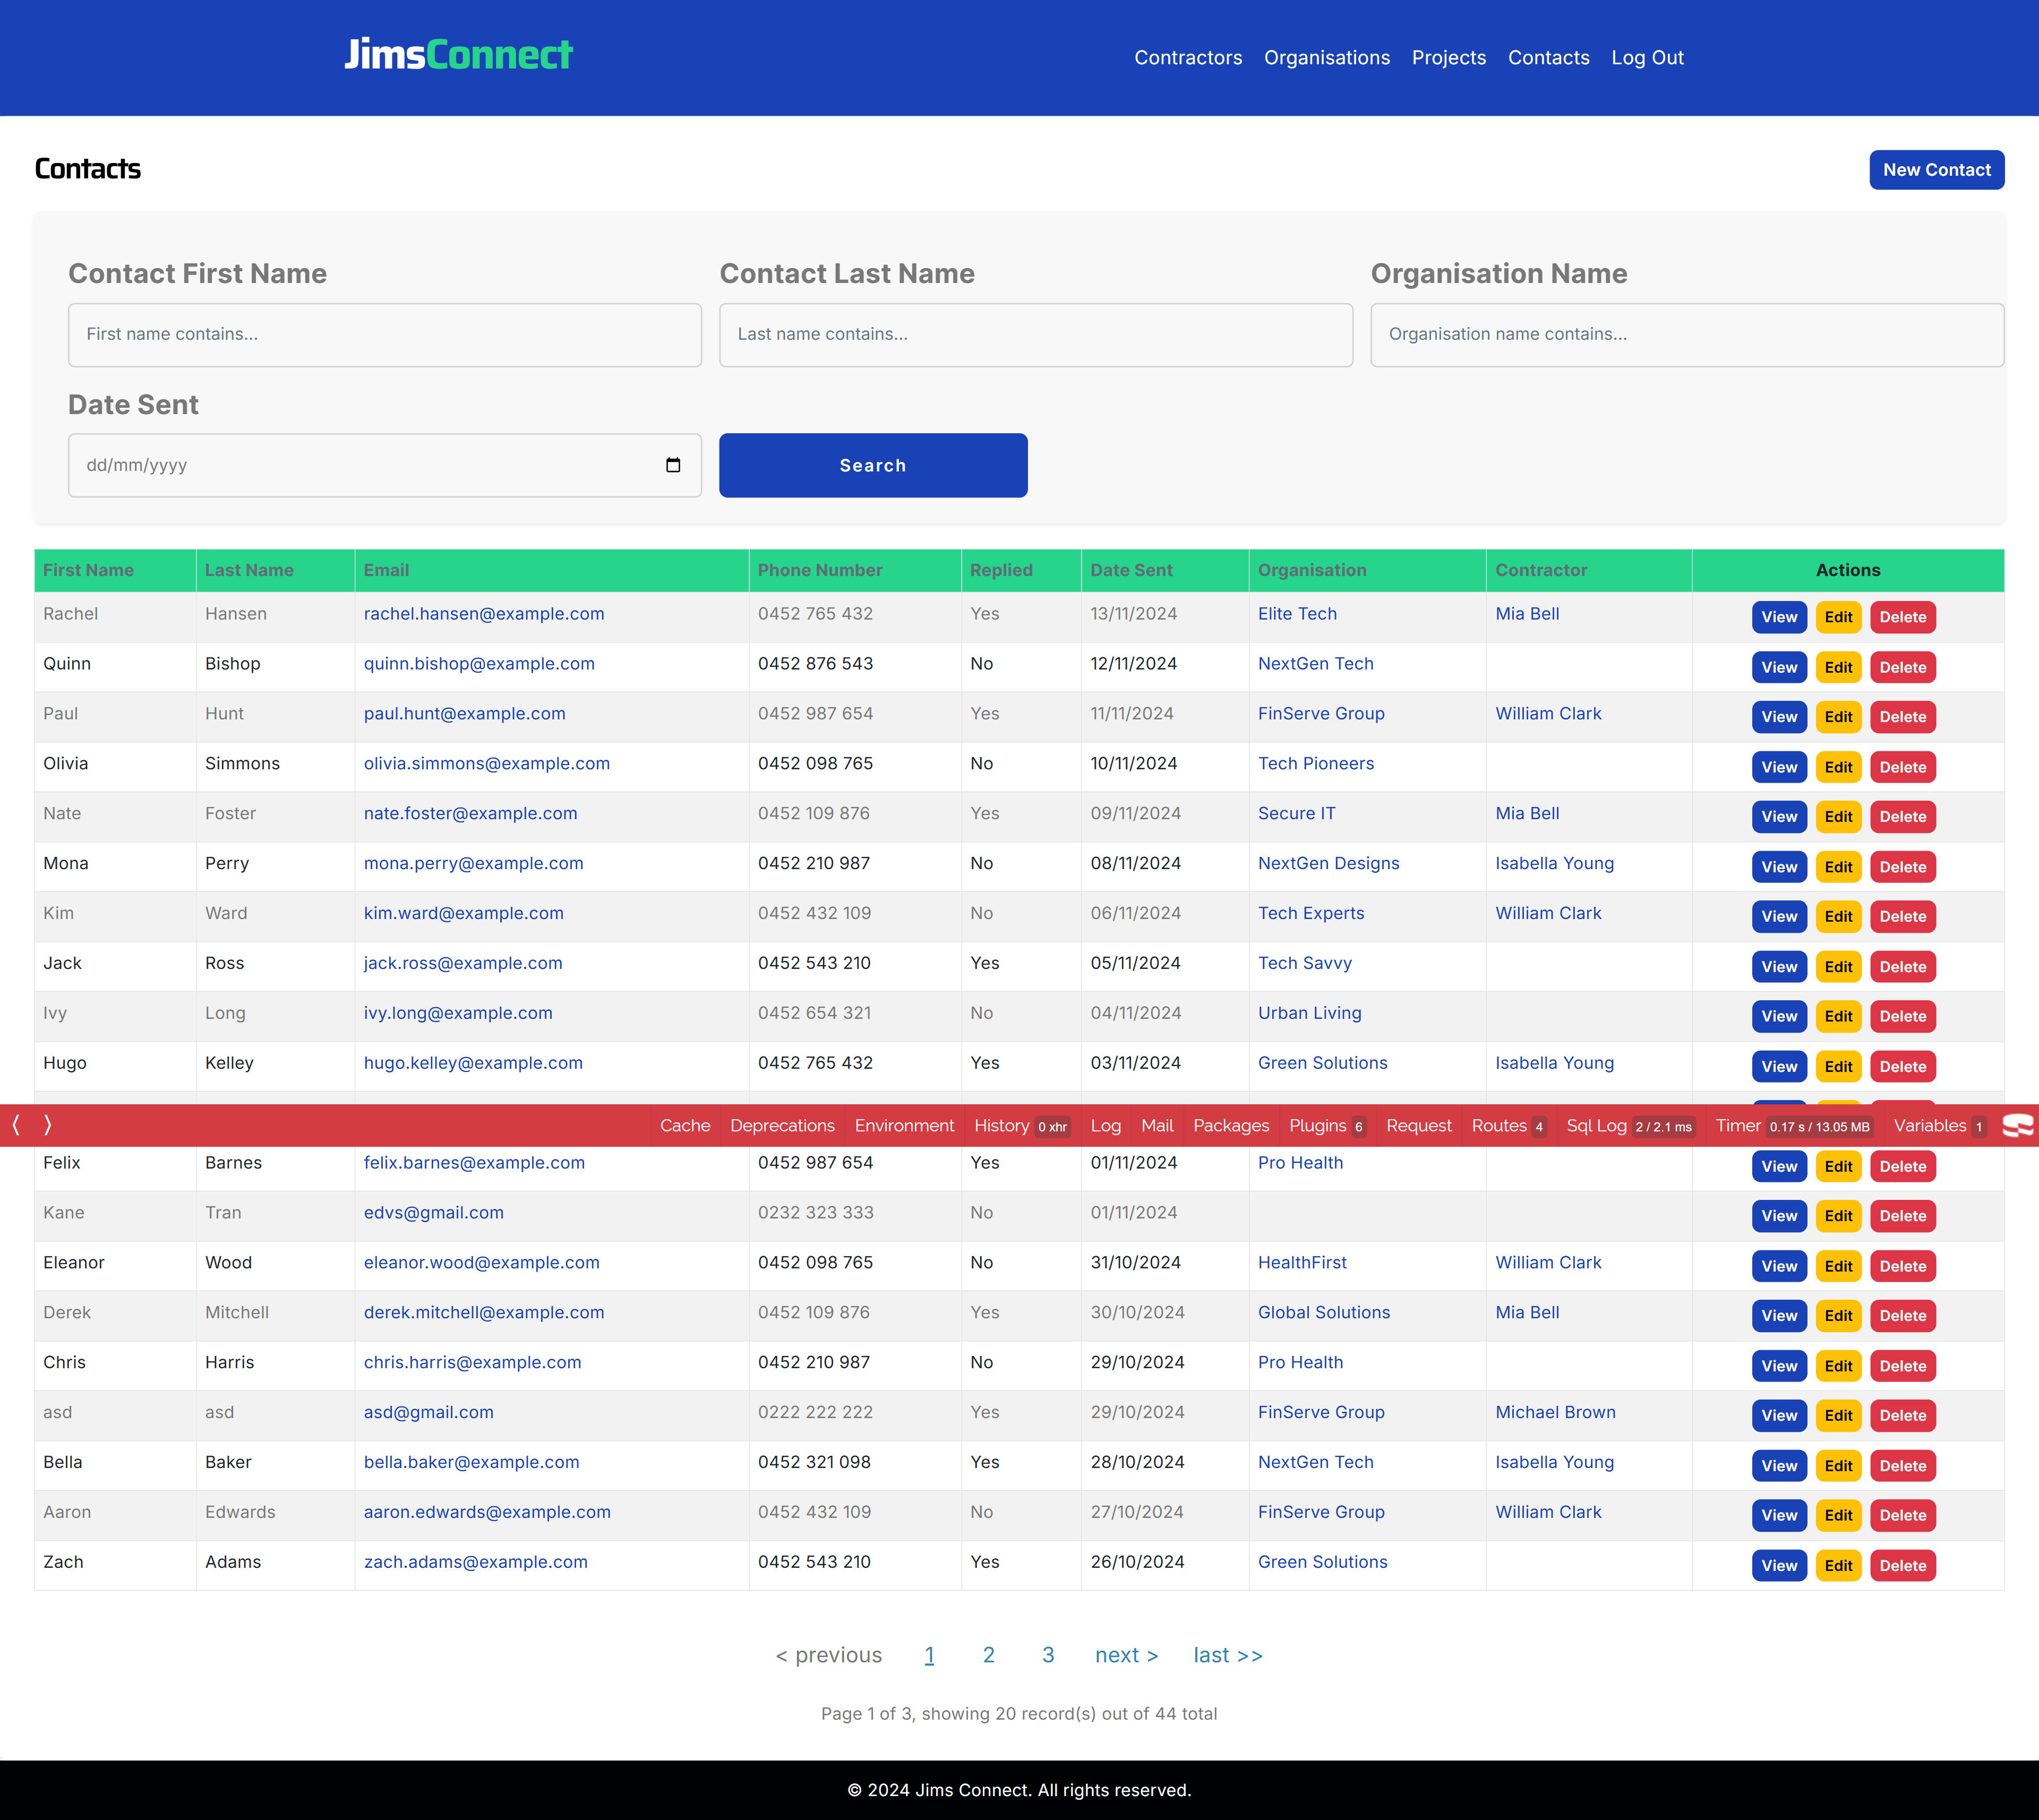 JimsConnect
Contractors Organisations Projects Contacts Log Out
Contacts
New Contact
Contact First Name Contact Last Name Organisation Name
First name contains... Last name contains... Organisation name contains...
Date Sent
dd/mm/yyyy Search
First Name Last Name Email Phone Number Replied Date Sent Organisation Contractor Actions
Rachel Hansen rachel.hansen@example.com 0452 765 432 Yes 13/11/2024 Elite Tech Mia Bell View Edit Delete
Quinn Bishop quinn.bishop@example.com 0452 876 543 No 12/11/2024 NextGen Tech View Edit Delete
Paul Hunt paul.hunt@example.com 0452 987 654 Yes 11/11/2024 FinServe Group William Clark View Edit Delete
Olivia Simmons olivia.simmons@example.com 0452 098 765 No 10/11/2024 Tech Pioneers View Edit Delete
Nate Foster nate.foster@example.com 0452 109 876 Yes 09/11/2024 Secure IT Mia Bell View Edit Delete
Mona Perry mona.perry@example.com 0452 210 987 No 08/11/2024 NextGen Designs Isabella Young View Edit Delete
Kim Ward kim.ward@example.com 0452 432 109 No 06/11/2024 Tech Experts William Clark View Edit Delete
Jack Ross jack.ross@example.com 0452 543 210 Yes 05/11/2024 Tech Savvy View Edit Delete
Ivy Long ivy.long@example.com 0452 654 321 No 04/11/2024 Urban Living View Edit Delete
Hugo Kelley hugo.kelley@example.com 0452 765 432 Yes 03/11/2024 Green Solutions Isabella Young View Edit Delete
Cache Deprecations Environment History 0 xhr Log Mail Packages Plugins 6 Request Routes 4 Sql Log 2 / 2.1 ms Timer 0.17 s / 13.05 MB Variables 1
Felix Barnes felix.barnes@example.com 0452 987 654 Yes 01/11/2024 Pro Health View Edit Delete
Kane Tran edvs@gmail.com 0232 323 333 No 01/11/2024 View Edit Delete
Eleanor Wood eleanor.wood@example.com 0452 098 765 No 31/10/2024 HealthFirst William Clark View Edit Delete
Derek Mitchell derek.mitchell@example.com 0452 109 876 Yes 30/10/2024 Global Solutions Mia Bell View Edit Delete
Chris Harris chris.harris@example.com 0452 210 987 No 29/10/2024 Pro Health View Edit Delete
asd asd asd@gmail.com 0222 222 222 Yes 29/10/2024 FinServe Group Michael Brown View Edit Delete
Bella Baker bella.baker@example.com 0452 321 098 Yes 28/10/2024 NextGen Tech Isabella Young View Edit Delete
Aaron Edwards aaron.edwards@example.com 0452 432 109 No 27/10/2024 FinServe Group William Clark View Edit Delete
Zach Adams zach.adams@example.com 0452 543 210 Yes 26/10/2024 Green Solutions View Edit Delete
< previous 1 2 3 next > last >>
Page 1 of 3, showing 20 record(s) out of 44 total
© 2024 Jims Connect. All rights reserved.